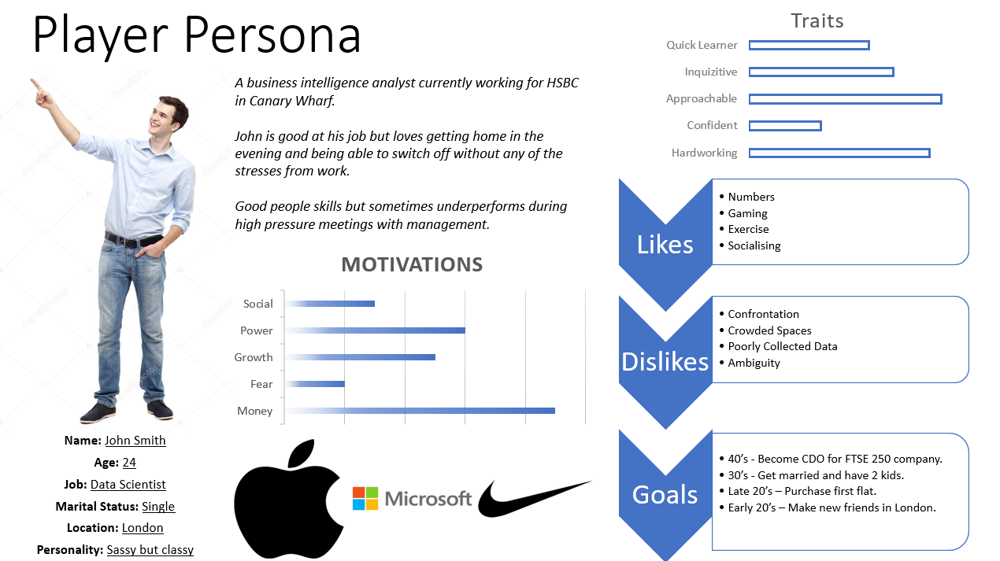 Player Persona
A business intelligence analyst currently working for HSBC
in Canary Wharf.
John is good at his job but loves getting home in the
evening and being able to switch off without any of the
stresses from work.
Good people skills but sometimes underperforms during
high pressure meetings with management.
MOTIVATIONS
Social
Power
Growth
Fear
Money
Name: John Smith
Age: 24
Job: Data Scientist
Marital Status: Single
Location: London
Personality: Sassy but classy
Microsoft
Traits
Quick Learner
Inquizitive
Approachable
Confident
Hardworking
Likes
• Numbers
• Gaming
• Exercise
• Socialising
Dislikes
• Confrontation
• Crowded Spaces
• Poorly Collected Data
• Ambiguity
Goals
• 40’s - Become CDO for FTSE 250 company.
• 30’s - Get married and have 2 kids.
• Late 20’s – Purchase first flat.
• Early 20’s – Make new friends in London.